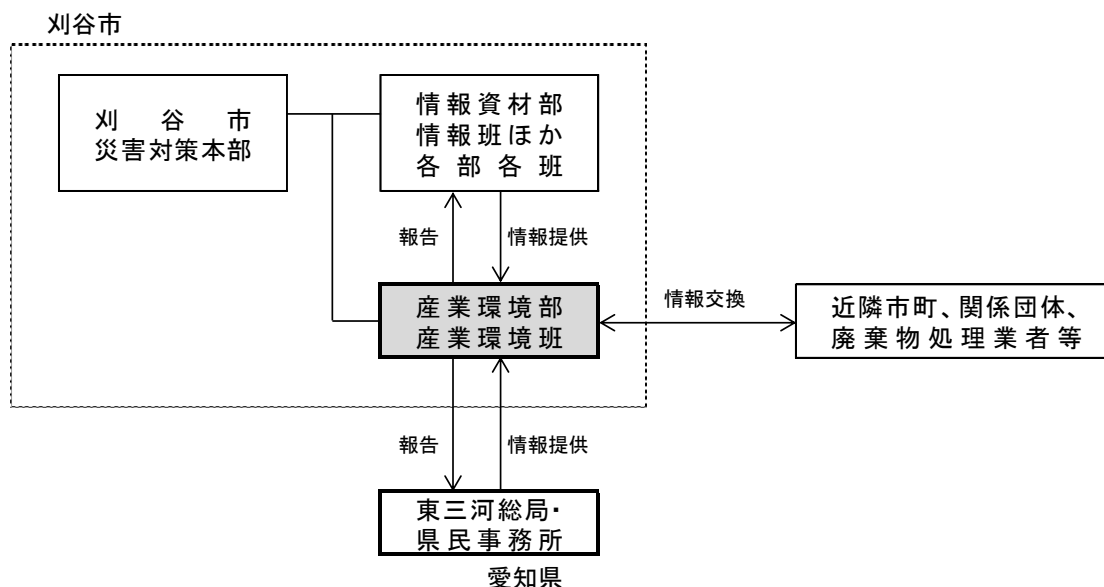 刈谷市
刈谷市
災害対策本部
情報資材部
情報班ほか
各部各班
報告
情報提供
産業環境部
産業環境班
情報交換
近隣市町、関係団体、
廃棄物処理業者等
報告
情報提供
東三河総局・
県民事務所
愛知県